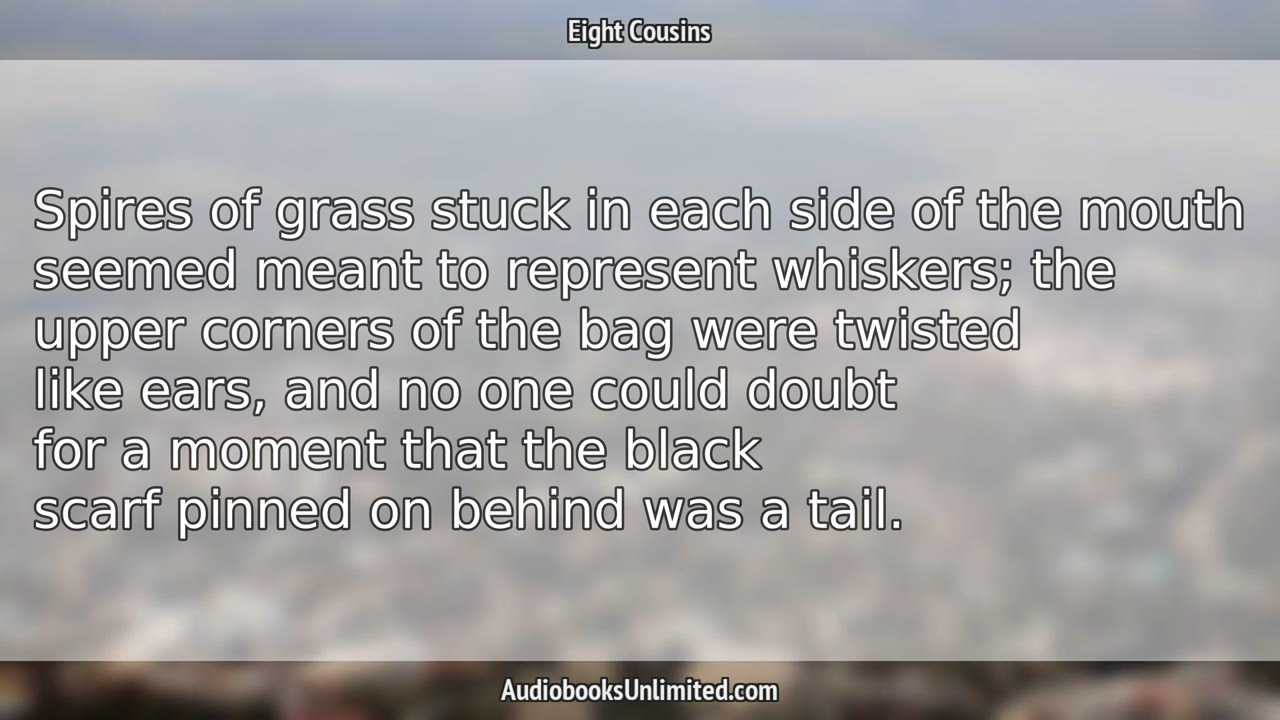 Eight Cousins
Spires of grass stuck in each side of the mouth
seemed meant to represent whiskers; the
upper corners of the bag were twisted
like ears, and no one could doubt
for a moment that the black
scarf pinned on behind was a tail.
AudiobooksUnlimited.com